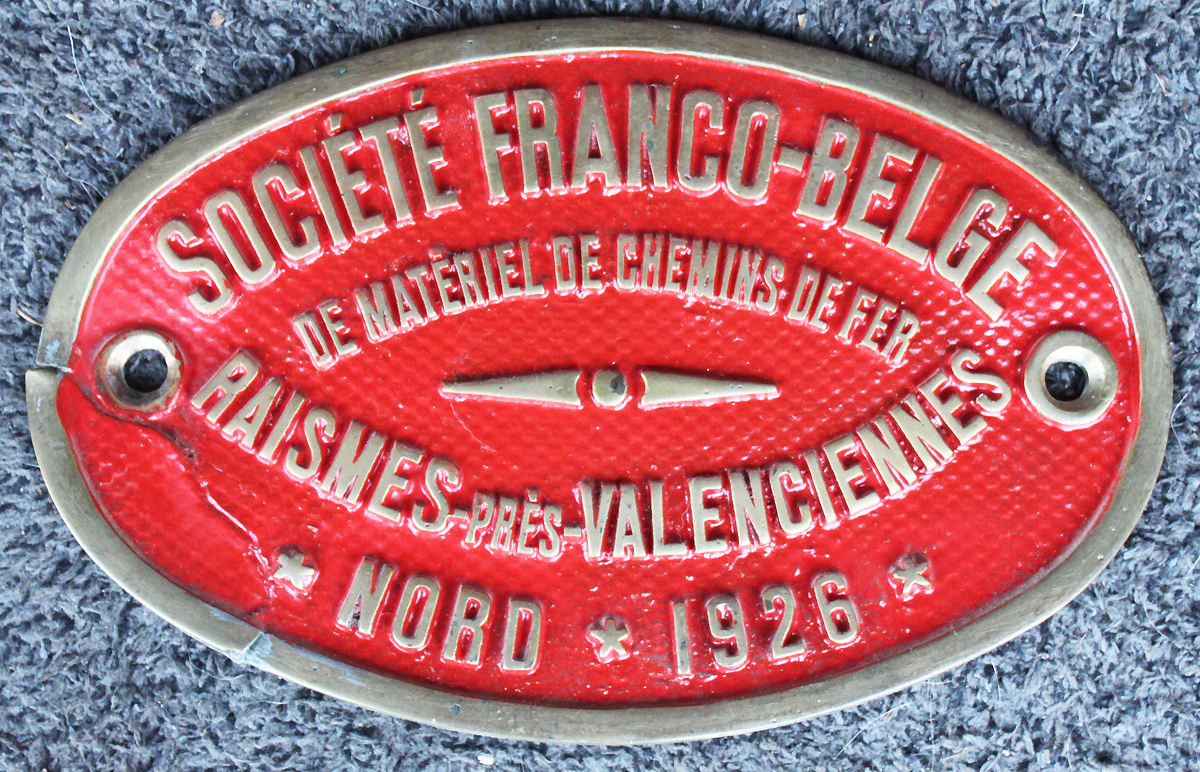 SOCIÉTÉ FRANCO-BELGE
DE MATÉRIEL DE CHEMINS DE FER
RAISMES-PRÈS-VALENCIENNES
NORD 1926